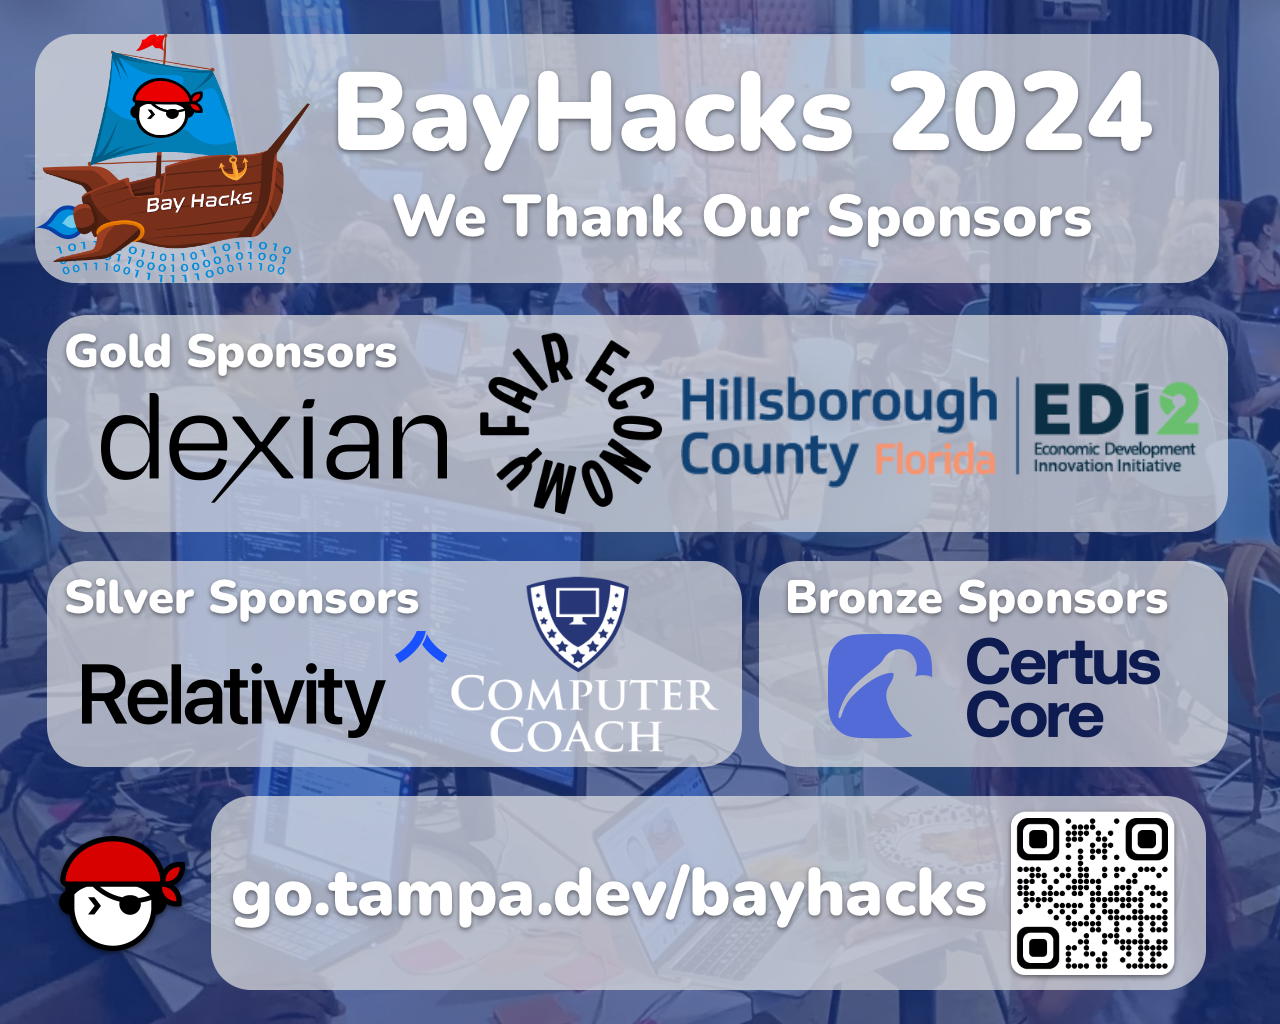 BayHacks 2024
We Thank Our Sponsors
Bay Hacks
Gold Sponsors
dexian
FAIR ECONOMY
Hillsborough
County Florida
EDi2
Economic Development
Innovation Initiative
Silver Sponsors
Relativity
COMPUTER
COACH
Bronze Sponsors
Certus
Core
go.tampa.dev/bayhacks